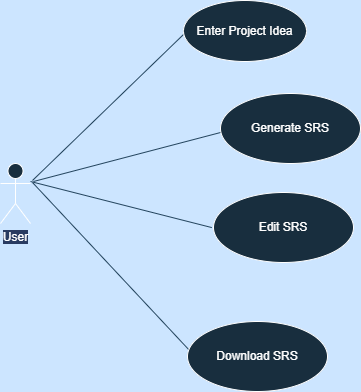 Enter Project Idea
Generate SRS
User
Edit SRS
Download SRS